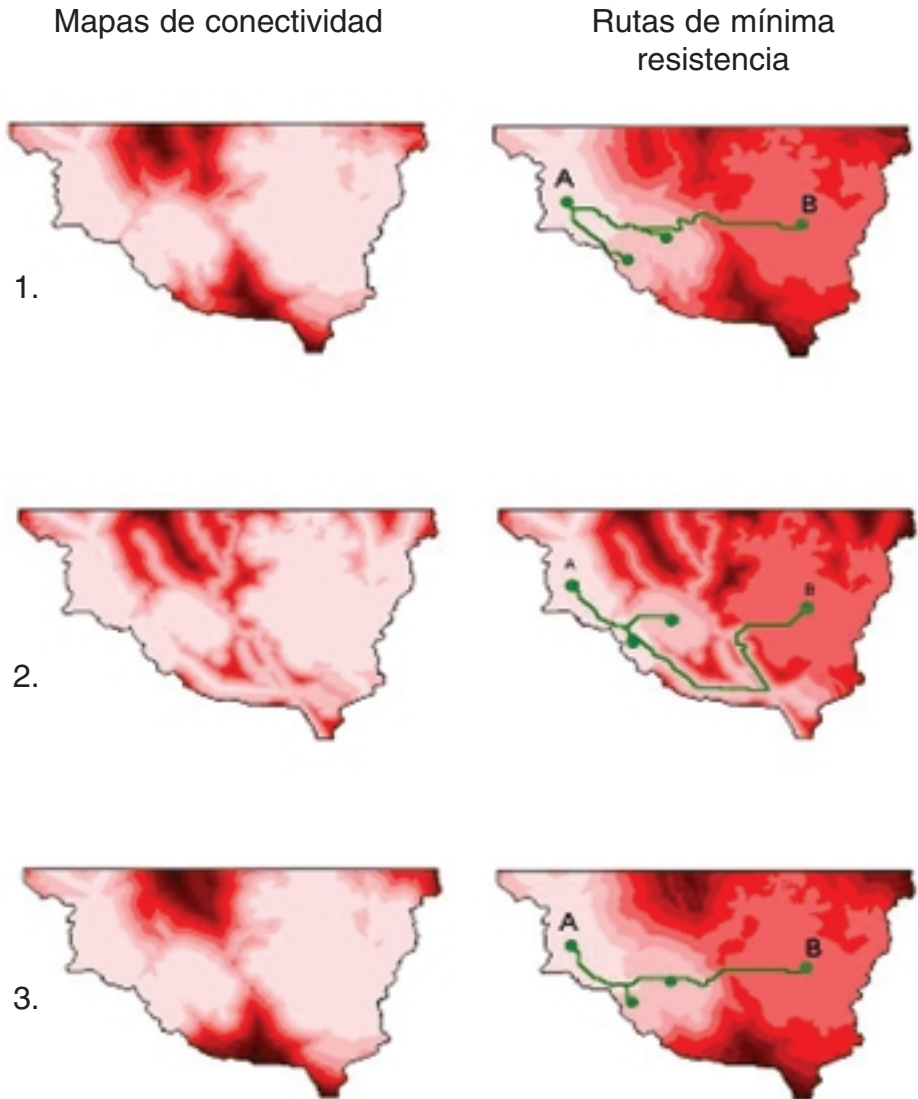 Mapas de conectividad
Rutas de mínima
resistencia
1.
A
B
2.
A
B
3.
A
B